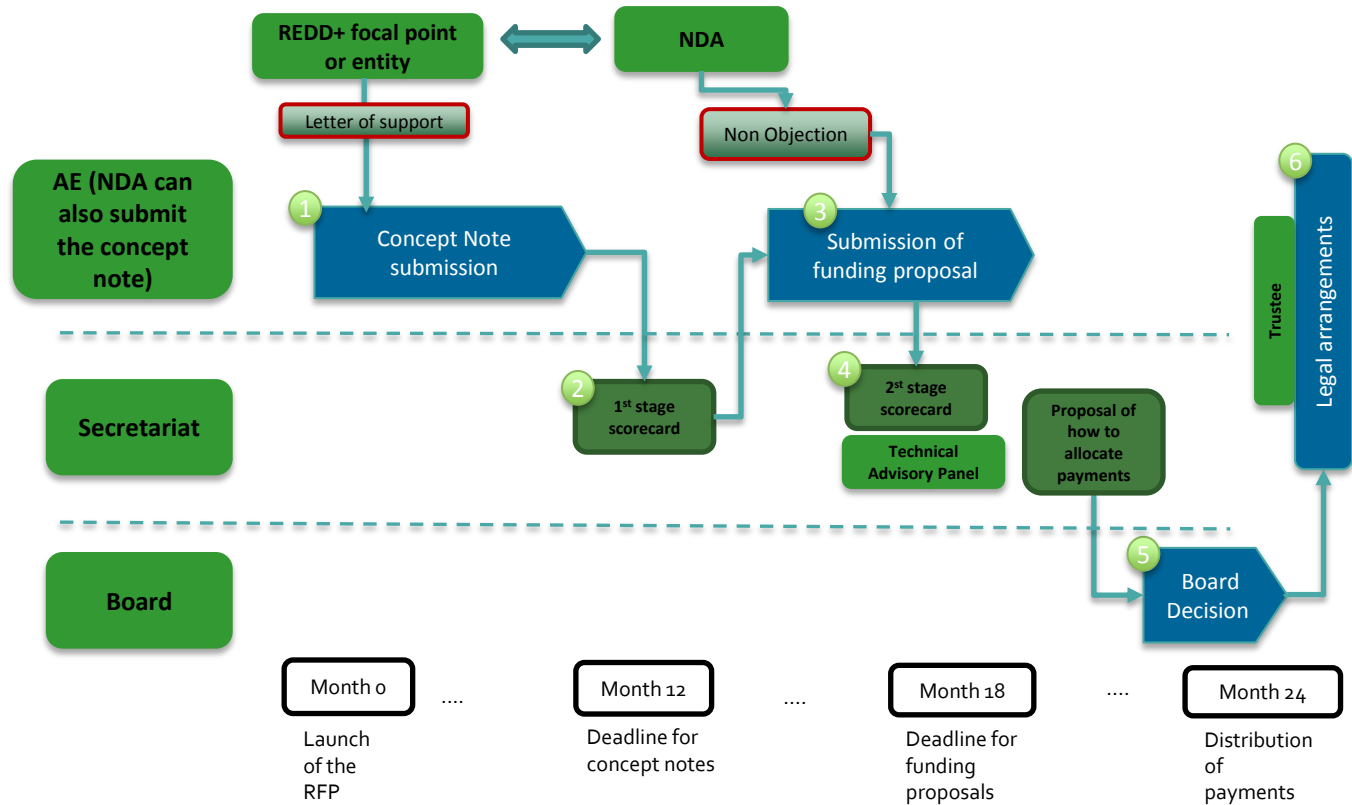 REDD+ focal point
or entity
NDA
Letter of support
Non Objection
AE (NDA can
also submit
the concept
note)
1
Concept Note
submission
3
Submission of
funding proposal
6
Legal arrangements
Trustee
Secretariat
2
1st stage
scorecard
4
2st stage
scorecard
Technical
Advisory Panel
Proposal of
how to
allocate
payments
Board
5
Board
Decision
Month 0
....
Month 12
....
Month 18
....
Month 24
Launch
of the
RFP
Deadline for
concept notes
Deadline for
funding
proposals
Distribution
of
payments